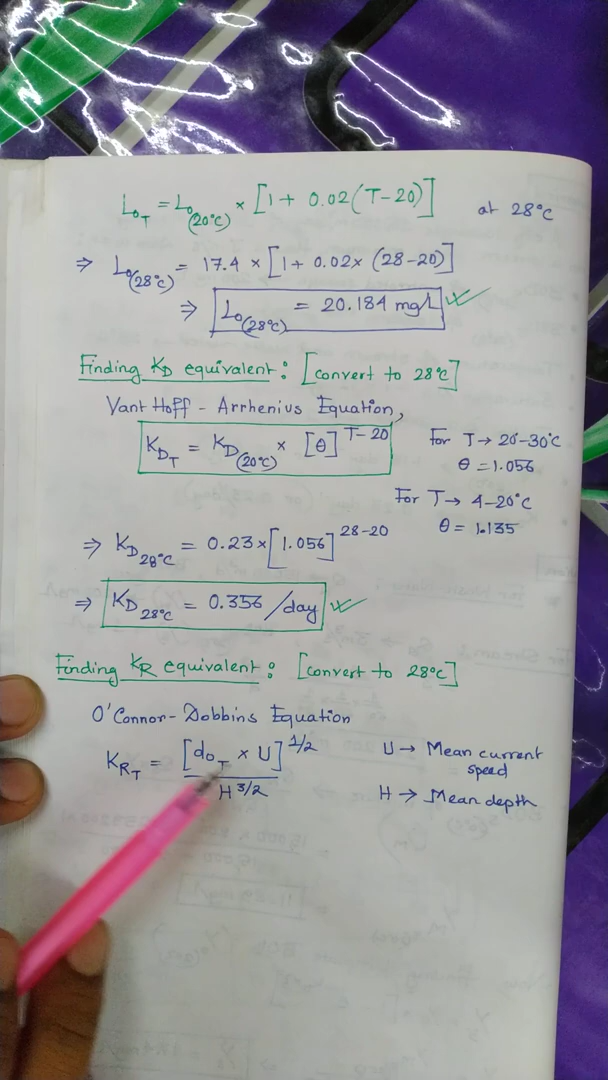 L₀T = L₀(20°C) × [1 + 0.02(T-20)] at 28°C
⇒ L₀(28°C) = 17.4 × [1 + 0.02 × (28-20)]
⇒ L₀(28°C) = 20.184 mg/L
Finding KD equivalent : [convert to 28°C]
Vant Hoff - Arrhenius Equation,
KDT = KD(20°C) × [θ]^T-20
For T → 20-30°C
θ = 1.056
For T → 4-20°C
θ = 1.135
⇒ KD28°C = 0.23 × [1.056]^28-20
⇒ KD28°C = 0.356 /day
Finding KR equivalent : [convert to 28°C]
O'Connor-Dobbins Equation
KRT = [doT × U]^1/2 / H^3/2
U → Mean current
speed
H → Mean depth